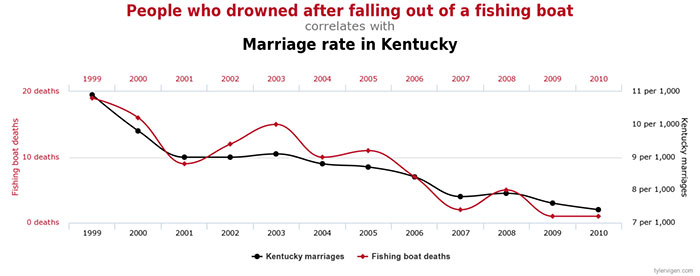 People who drowned after falling out of a fishing boat
correlates with
Marriage rate in Kentucky
1999 2000 2001 2002 2003 2004 2005 2006 2007 2008 2009 2010
20 deaths
10 deaths
0 deaths
Fishing boat deaths
11 per 1,000
10 per 1,000
9 per 1,000
8 per 1,000
7 per 1,000
Kentucky marriages
1999 2000 2001 2002 2003 2004 2005 2006 2007 2008 2009 2010
Kentucky marriages Fishing boat deaths
tylervigen.com